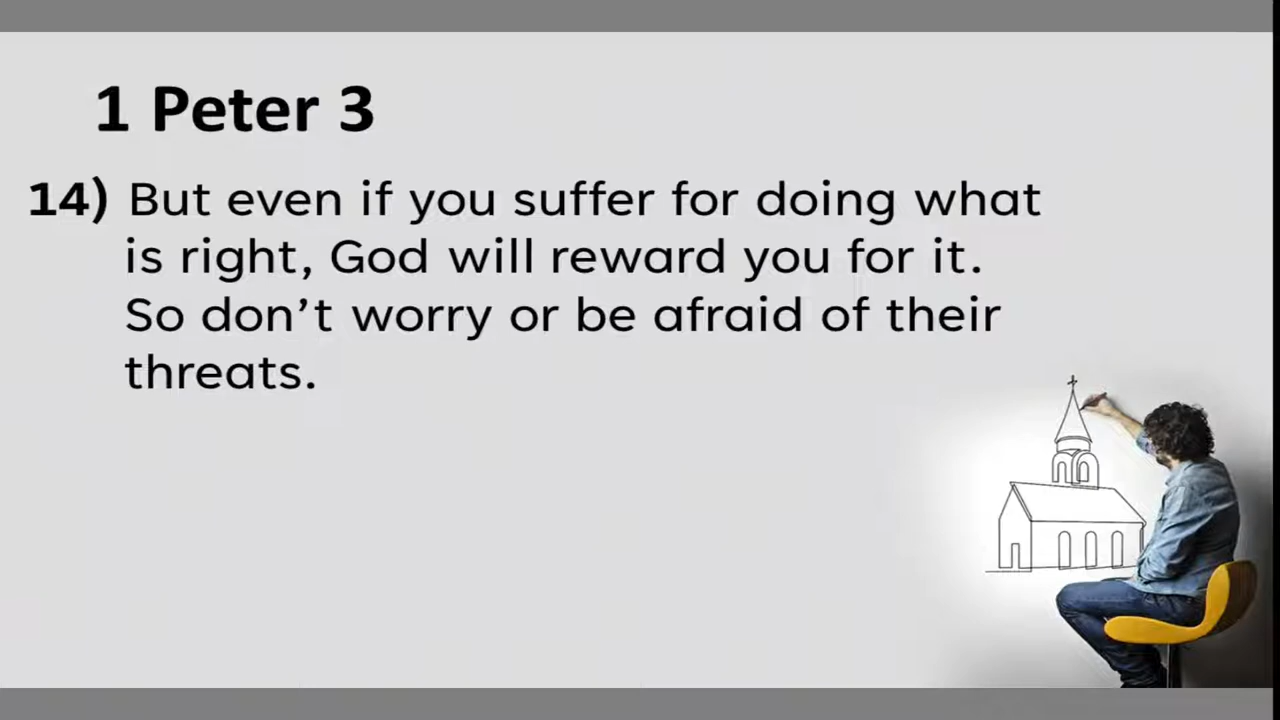 1 Peter 3
14) But even if you suffer for doing what
is right, God will reward you for it.
So don’t worry or be afraid of their
threats.